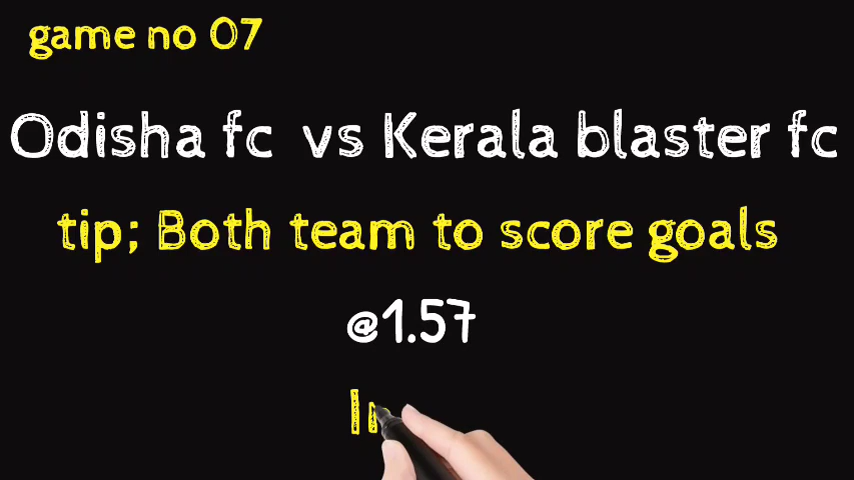 game no 07
Odisha fc vs Kerala blaster fc
tip; Both team to score goals
@1.57